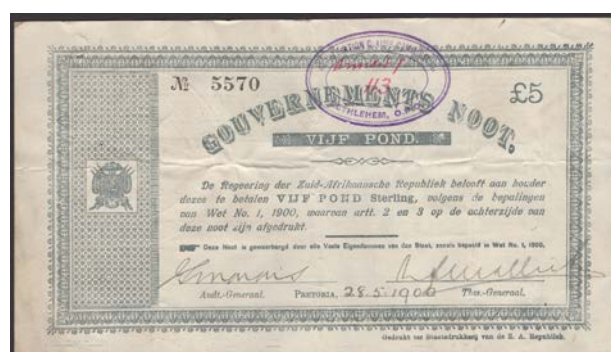 № 5570
£5
GOUVERNEMENTS NOOT.
VIJF POND.
BETHLEHEM, O.R.C.
De Regeering der Zuid-Afrikaansche Republiek belooft aan houder
dezes te betalen VIJF POND Sterling, volgens de bepalingen
van Wet No. 1, 1900, waarvan artt. 2 en 3 op de achterzijde van
deze noot zijn afgedrukt.
Deze Noot is gewaarborgd door alle Vaste Eigendommen van den Staat, zooals bepaald in Wet No. 1, 1900.
Audt.-Generaal. PRETORIA, 28.5.1900 Thes.-Generaal.
Gedrukt ter Staatsdrukkerij van de Z. A. Republiek.